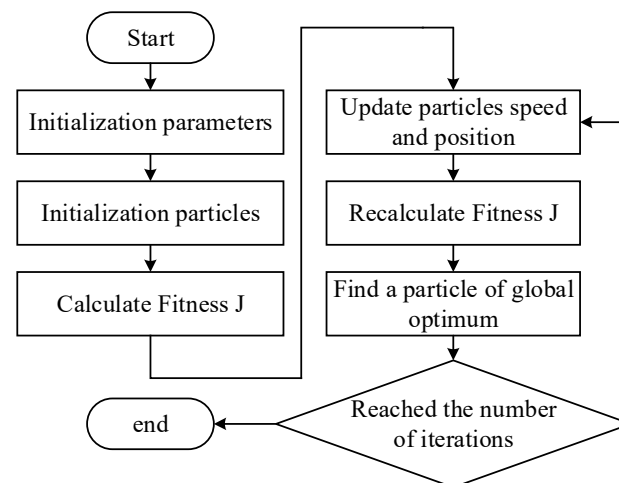 Start
Initialization parameters
Initialization particles
Calculate Fitness J
Update particles speed
and position
Recalculate Fitness J
Find a particle of global
optimum
Reached the number
of iterations
end